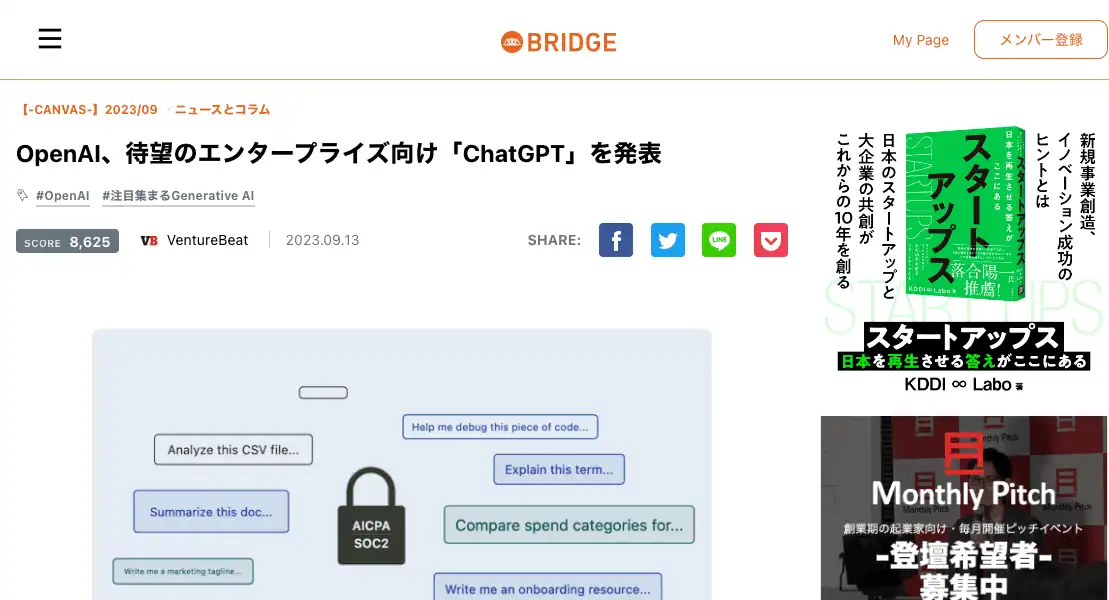 BRIDGE
My Page
メンバー登録
【-CANVAS-】2023/09 · ニュースとコラム
OpenAI、待望のエンタープライズ向け「ChatGPT」を発表
#OpenAI #注目集まるGenerative AI
SCORE 8,625
VB VentureBeat
2023.09.13
SHARE:
LINE
Help me debug this piece of code...
Analyze this CSV file...
Explain this term...
Summarize this doc...
AICPA
SOC2
Compare spend categories for...
Write me a marketing tagline...
Write me an onboarding resource...
新規事業創造、
イノベーション成功の
ヒントとは
日本を再生させる答えが
ここにある
スタートアップス
STARTUPS
落合陽一氏
推薦!
KDDI ∞ Labo 著
日本のスタートアップと
大企業の共創が
これからの10年を創る
STARTUPS
スタートアップス
日本を再生させる答えがここにある
KDDI ∞ Labo 著
Monthly Pitch
創業期の起業家向け・毎月開催ピッチイベント
-登壇希望者-
募集中